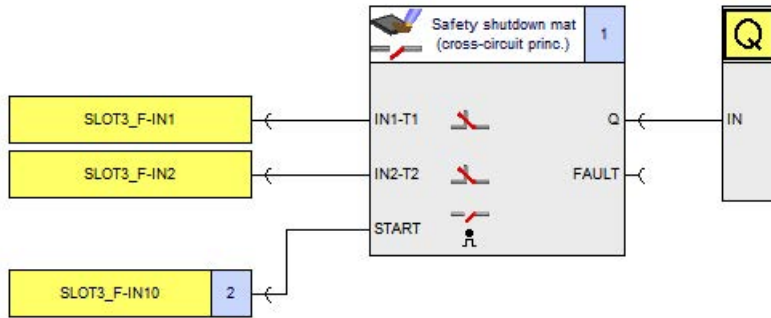 Safety shutdown mat
(cross-circuit princ.)
1
Q
SLOT3_F-IN1
IN1-T1
Q
IN
SLOT3_F-IN2
IN2-T2
FAULT
START
SLOT3_F-IN10
2